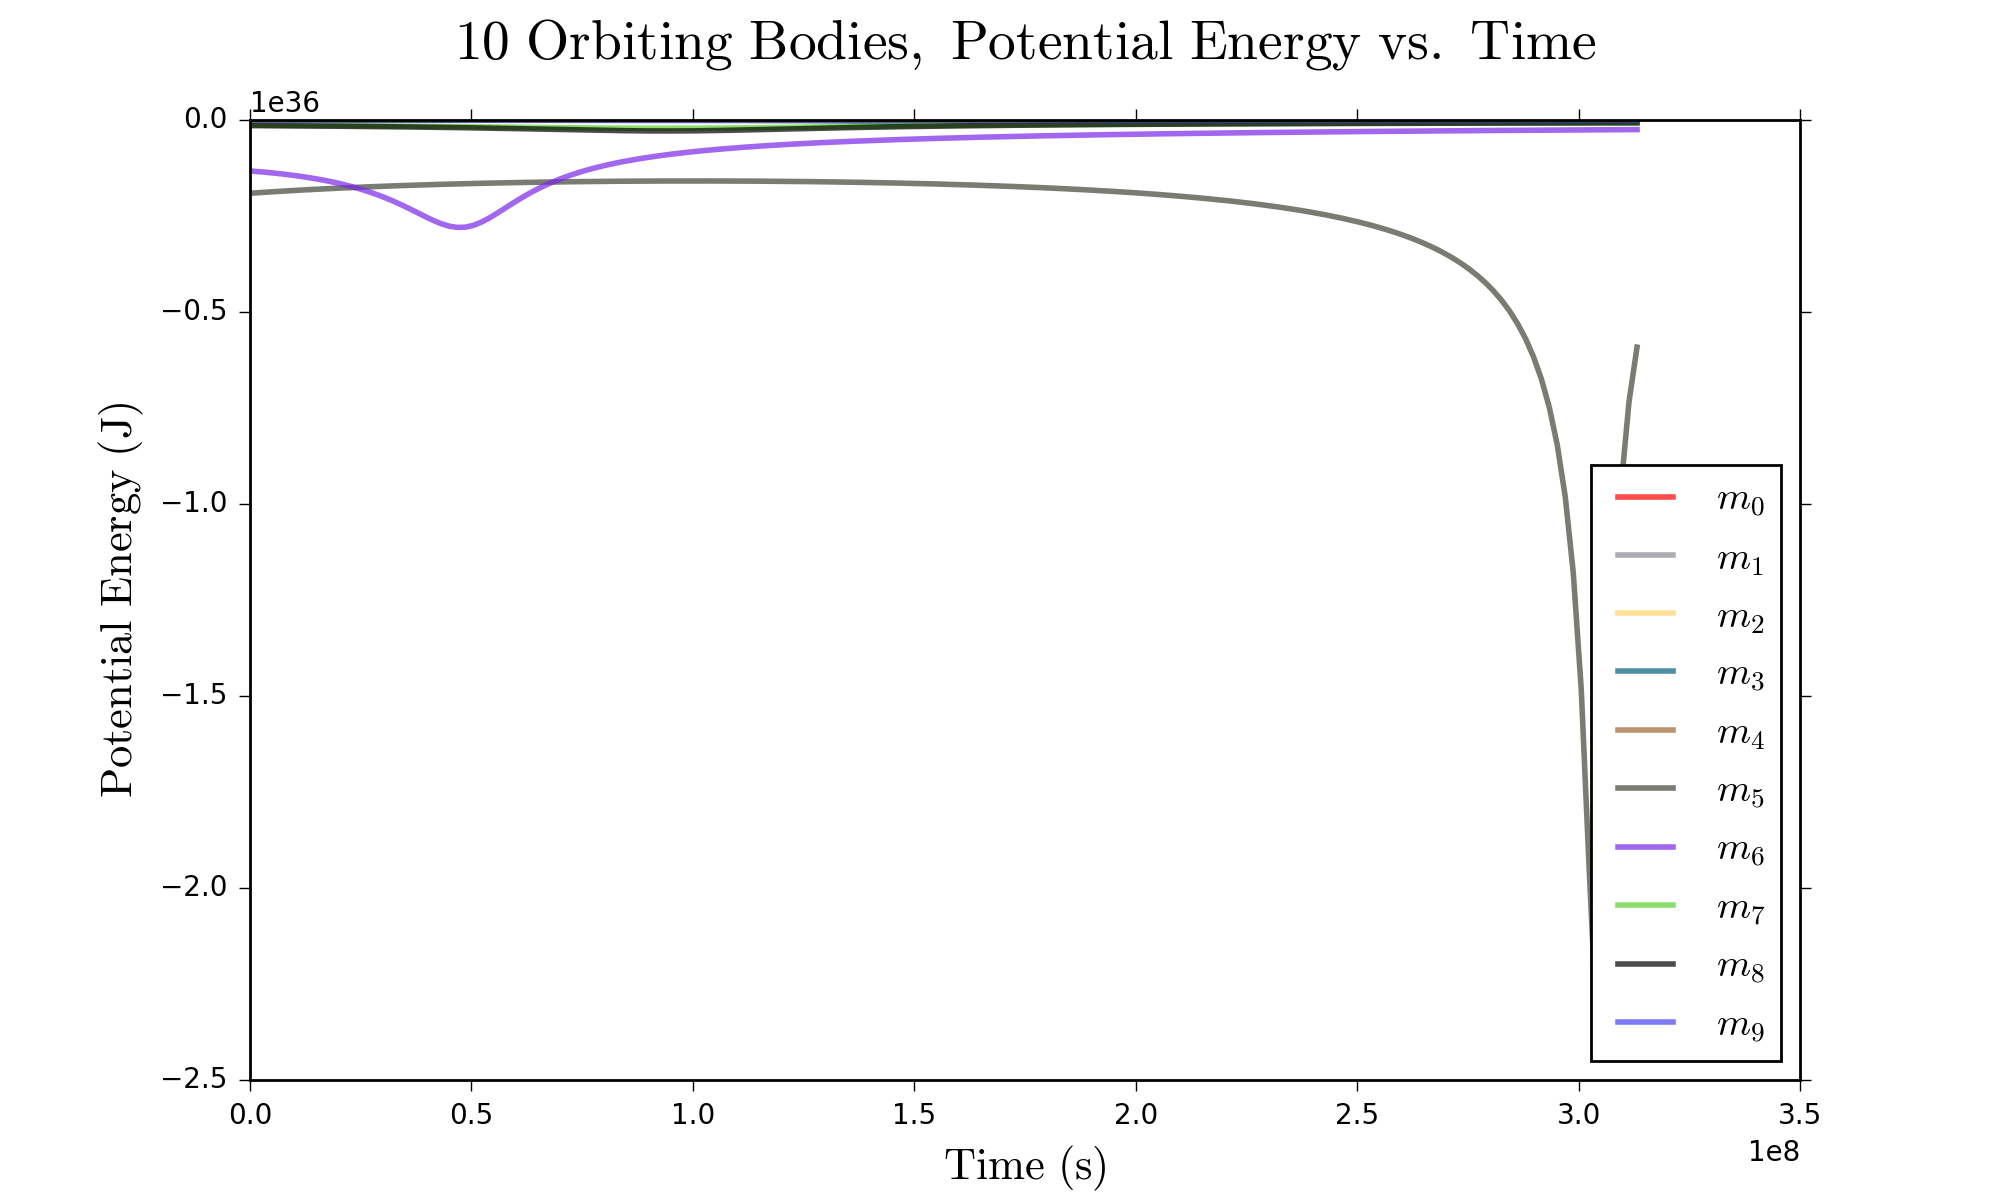 10 Orbiting Bodies, Potential Energy vs. Time
1e36
0.0
−0.5
−1.0
−1.5
−2.0
−2.5
Potential Energy (J)
m0
m1
m2
m3
m4
m5
m6
m7
m8
m9
0.0 0.5 1.0 1.5 2.0 2.5 3.0 3.5
1e8
Time (s)